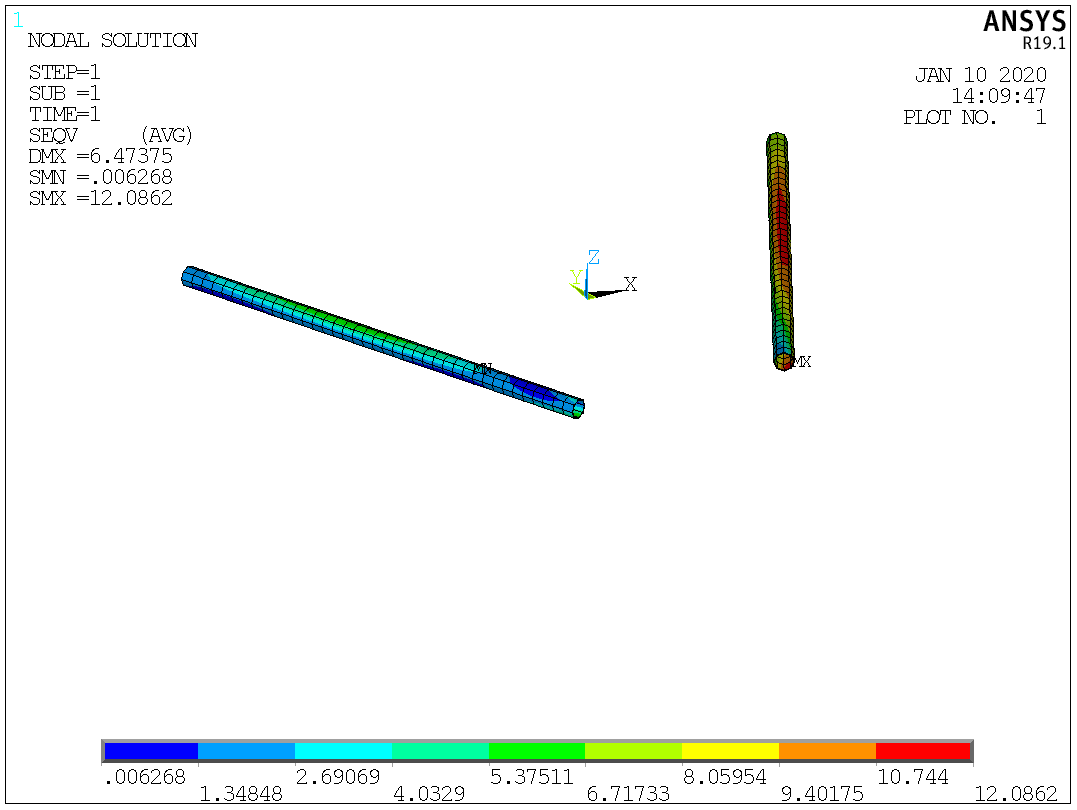 1
NODAL SOLUTION
STEP=1
SUB =1
TIME=1
SEQV (AVG)
DMX =6.47375
SMN =.006268
SMX =12.0862
ANSYS
R19.1
JAN 10 2020
14:09:47
PLOT NO. 1
Z
Y
X
MN
MX
.006268
1.34848
2.69069
4.0329
5.37511
6.71733
8.05954
9.40175
10.744
12.0862